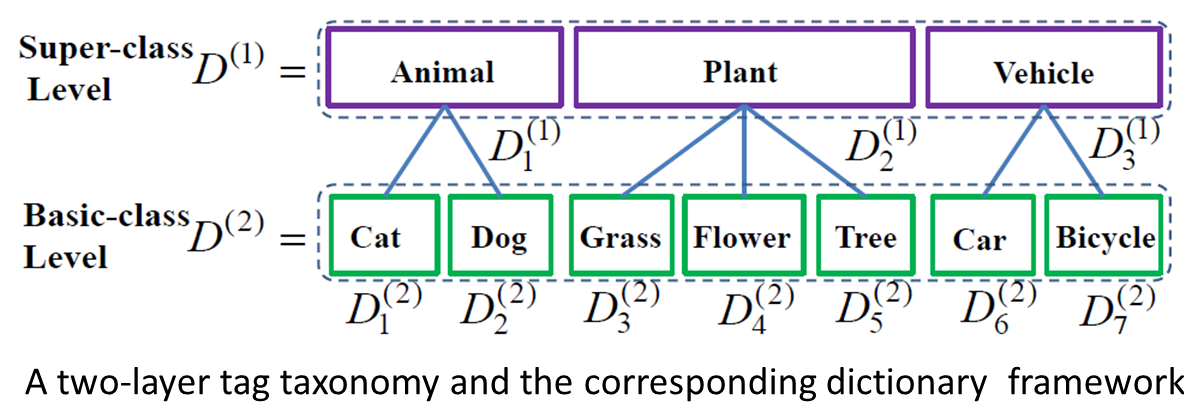 Super-class Level D^{(1)} = Animal Plant Vehicle
D_1^{(1)} D_2^{(1)} D_3^{(1)}
Basic-class Level D^{(2)} = Cat Dog Grass Flower Tree Car Bicycle
D_1^{(2)} D_2^{(2)} D_3^{(2)} D_4^{(2)} D_5^{(2)} D_6^{(2)} D_7^{(2)}
A two-layer tag taxonomy and the corresponding dictionary framework